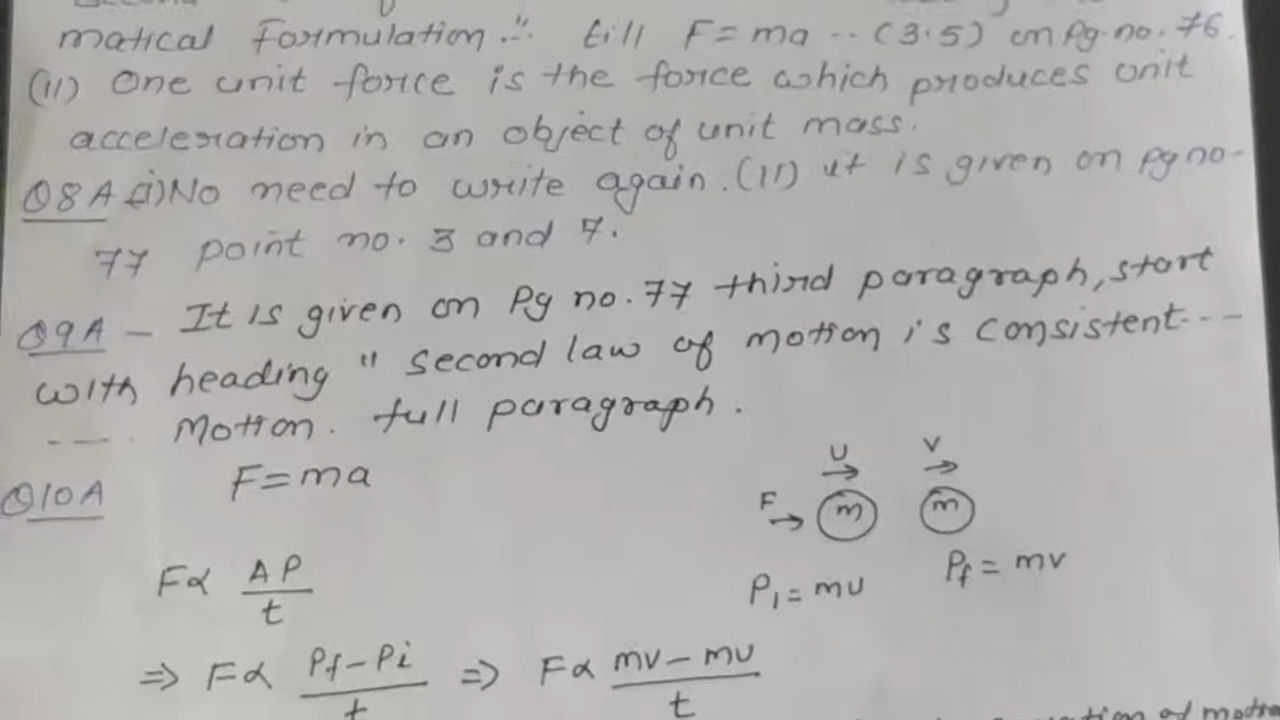 matical Formulation ∴ till F = ma -- (3.5) on Pg. no. 76.
(ii) One unit force is the force which produces unit
acceleration in an object of unit mass.
Q8A (i) No need to write again. (ii) it is given on pg no-
77 point no. 3 and 7.
Q9A - It is given on Pg no. 77 third paragraph, start
with heading " second law of motion is consistent ---
---- Motion. full paragraph.
Q10A F = ma
U V
F m m
P1 = mu Pf = mv
F ∝ ΔP / t
⇒ F ∝ Pf - Pi / t ⇒ F ∝ mv - mu / t
of